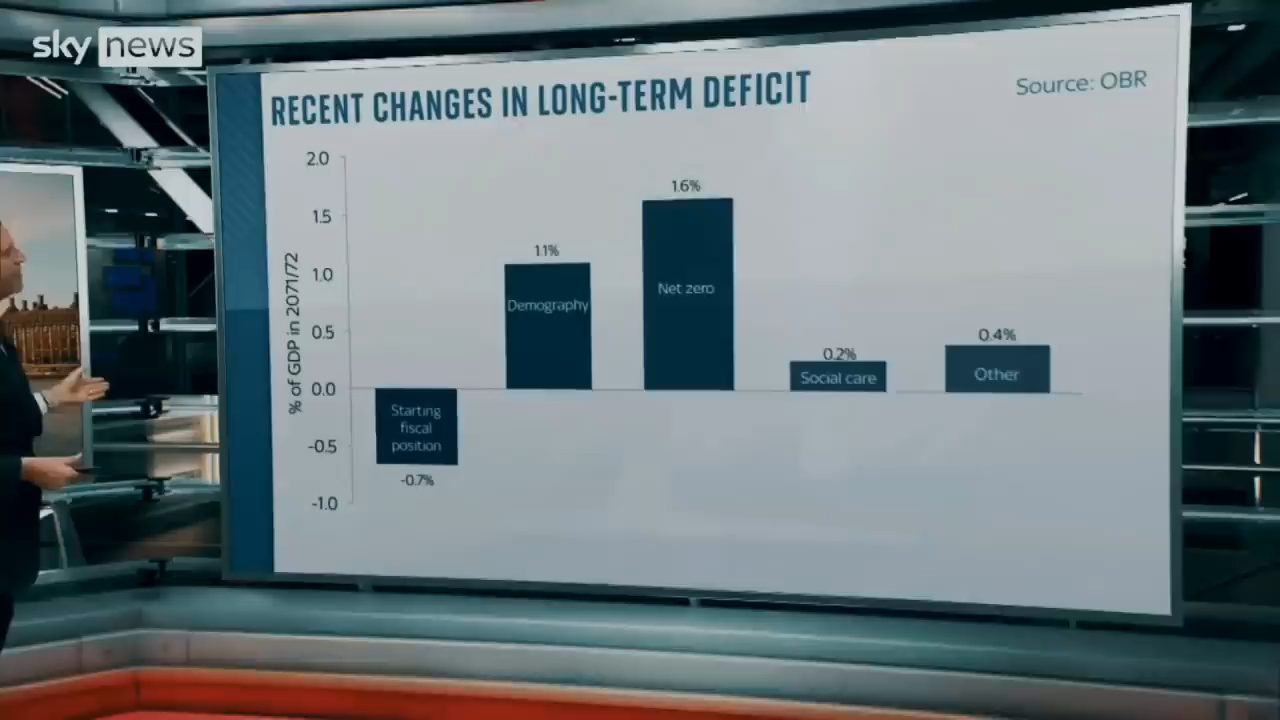 sky news
RECENT CHANGES IN LONG-TERM DEFICIT
Source: OBR
% of GDP in 2071/72
2.0
1.5
1.0
0.5
0.0
-0.5
-1.0
Starting
fiscal
position
-0.7%
1.1%
Demography
1.6%
Net zero
0.2%
Social care
0.4%
Other